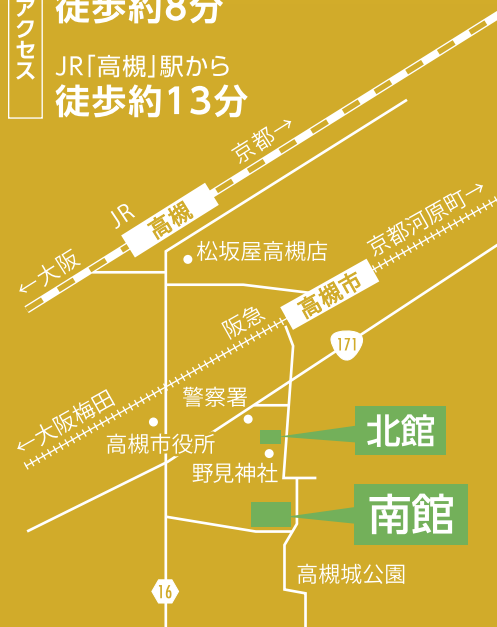 アクセス
徒歩約8分
JR「高槻」駅から
徒歩約13分
京都→
JR
高槻
←大阪
松坂屋高槻店
京都河原町→
高槻市
阪急
171
←大阪梅田
警察署
高槻市役所
北館
野見神社
南館
高槻城公園
16